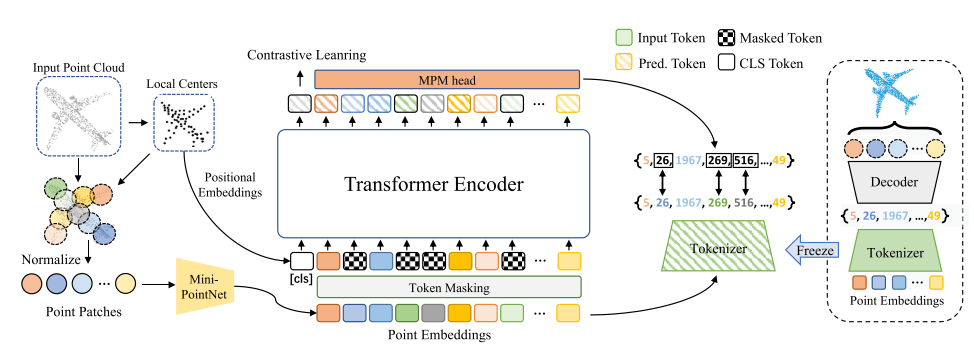 Contrastive Leanring
Input Point Cloud
Local Centers
MPM head
Input Token
Masked Token
Pred. Token
CLS Token
Positional
Embeddings
Transformer Encoder
{5, 26, 1967, 269, 516, …, 49}
{5, 26, 1967, 269, 516, …, 49}
Decoder
{5, 26, 1967, …, 49}
Tokenizer
Freeze
Tokenizer
Point Embeddings
Normalize
[cls]
Mini-
PointNet
Token Masking
Point Patches
Point Embeddings